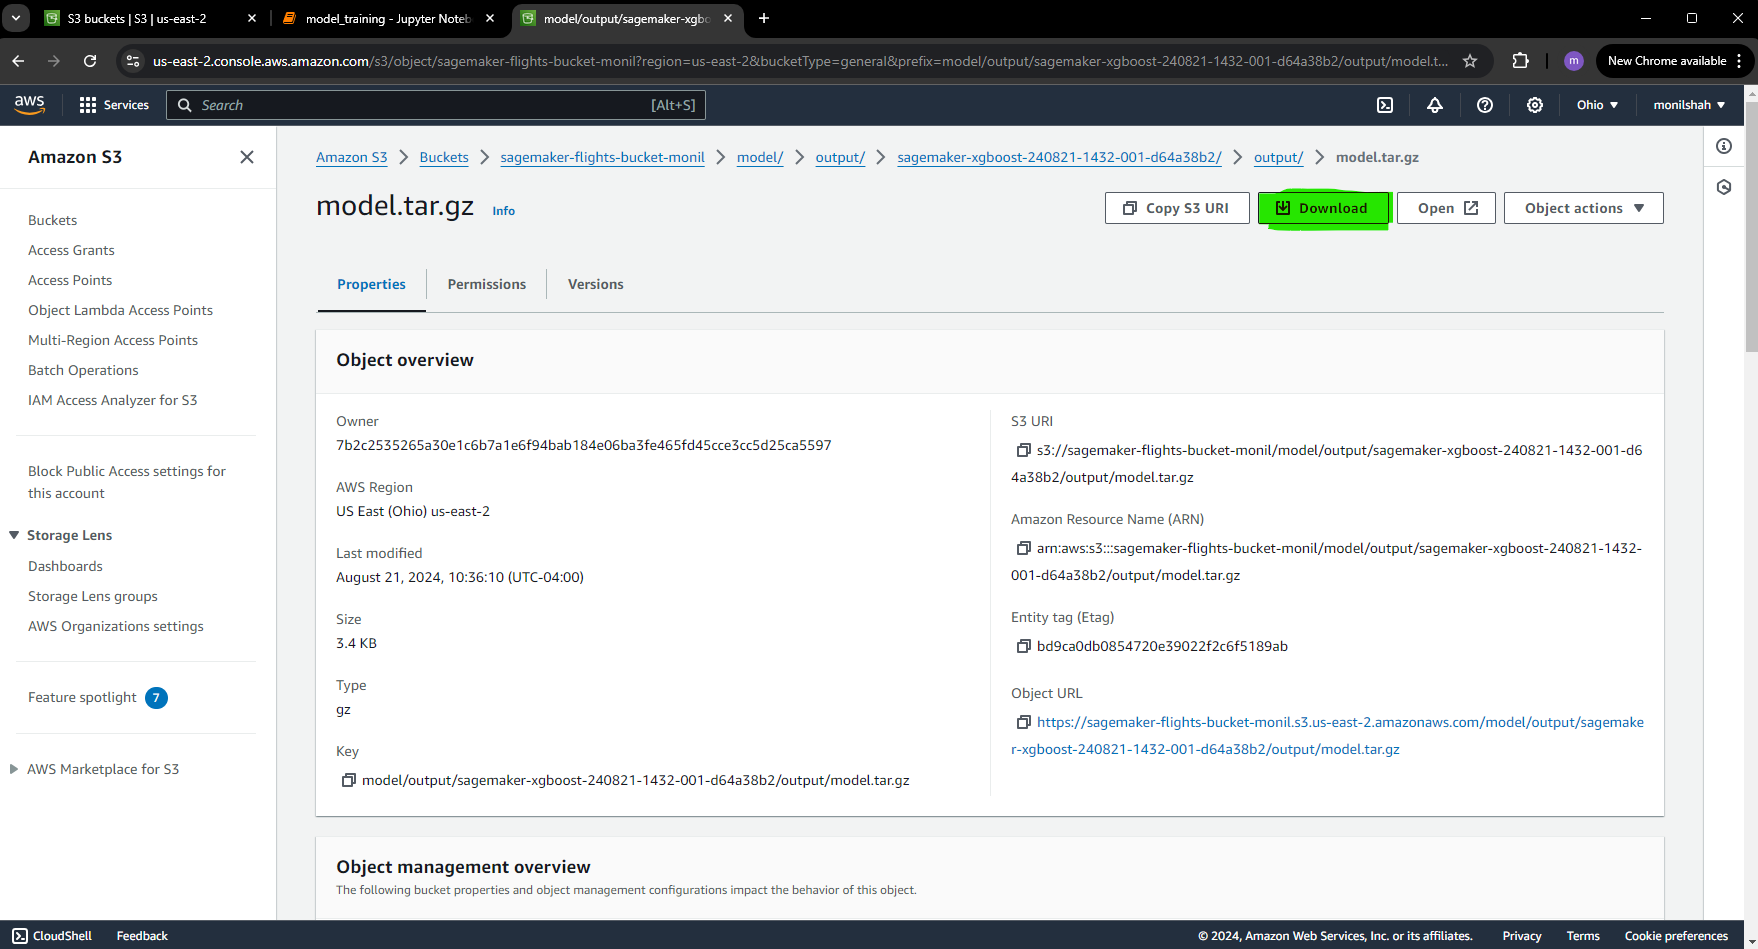 S3 buckets | S3 | us-east-2
model_training - Jupyter Noteb
model/output/sagemaker-xgbo
us-east-2.console.aws.amazon.com/s3/object/sagemaker-flights-bucket-monil?region=us-east-2&bucketType=general&prefix=model/output/sagemaker-xgboost-240821-1432-001-d64a38b2/output/model.t...
m
New Chrome available
aws
Services
Search
[Alt+S]
Ohio
monilshah
Amazon S3
Buckets
Access Grants
Access Points
Object Lambda Access Points
Multi-Region Access Points
Batch Operations
IAM Access Analyzer for S3
Block Public Access settings for
this account
Storage Lens
Dashboards
Storage Lens groups
AWS Organizations settings
Feature spotlight 7
AWS Marketplace for S3
Amazon S3 > Buckets > sagemaker-flights-bucket-monil > model/ > output/ > sagemaker-xgboost-240821-1432-001-d64a38b2/ > output/ > model.tar.gz
model.tar.gz Info
Copy S3 URI
Download
Open
Object actions
Properties
Permissions
Versions
Object overview
Owner
7b2c2535265a30e1c6b7a1e6f94bab184e06ba3fe465fd45cce3cc5d25ca5597
AWS Region
US East (Ohio) us-east-2
Last modified
August 21, 2024, 10:36:10 (UTC-04:00)
Size
3.4 KB
Type
gz
Key
model/output/sagemaker-xgboost-240821-1432-001-d64a38b2/output/model.tar.gz
S3 URI
s3://sagemaker-flights-bucket-monil/model/output/sagemaker-xgboost-240821-1432-001-d6
4a38b2/output/model.tar.gz
Amazon Resource Name (ARN)
arn:aws:s3:::sagemaker-flights-bucket-monil/model/output/sagemaker-xgboost-240821-1432-
001-d64a38b2/output/model.tar.gz
Entity tag (Etag)
bd9ca0db0854720e39022f2c6f5189ab
Object URL
https://sagemaker-flights-bucket-monil.s3.us-east-2.amazonaws.com/model/output/sagemake
r-xgboost-240821-1432-001-d64a38b2/output/model.tar.gz
Object management overview
The following bucket properties and object management configurations impact the behavior of this object.
CloudShell
Feedback
© 2024, Amazon Web Services, Inc. or its affiliates.
Privacy
Terms
Cookie preferences